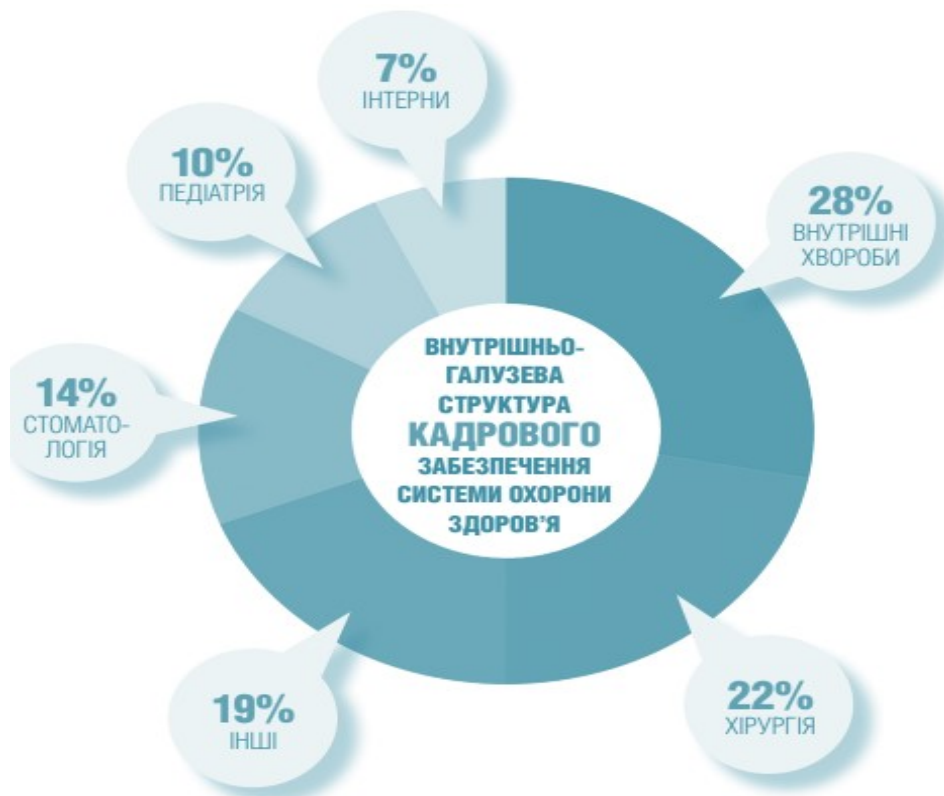 7%
ІНТЕРНИ
10%
ПЕДІАТРІЯ
28%
ВНУТРІШНІ
ХВОРОБИ
ВНУТРІШНЬО-
ГАЛУЗЕВА
СТРУКТУРА
КАДРОВОГО
ЗАБЕЗПЕЧЕННЯ
СИСТЕМИ ОХОРОНИ
ЗДОРОВ'Я
14%
СТОМАТО-
ЛОГІЯ
19%
ІНШІ
22%
ХІРУРГІЯ